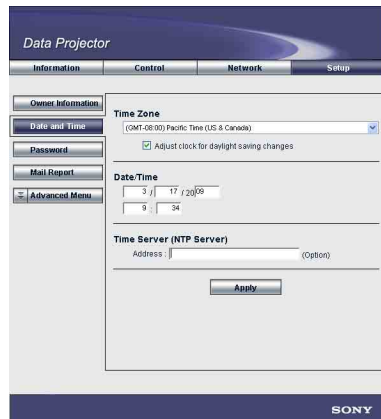 Data Projector
Information Control Network Setup
Owner Information
Date and Time
Password
Mail Report
Advanced Menu
Time Zone
(GMT-08:00) Pacific Time (US & Canada)
Adjust clock for daylight saving changes
Date/Time
3 / 17 / 2009
9 : 34
Time Server (NTP Server)
Address : (Option)
Apply
SONY